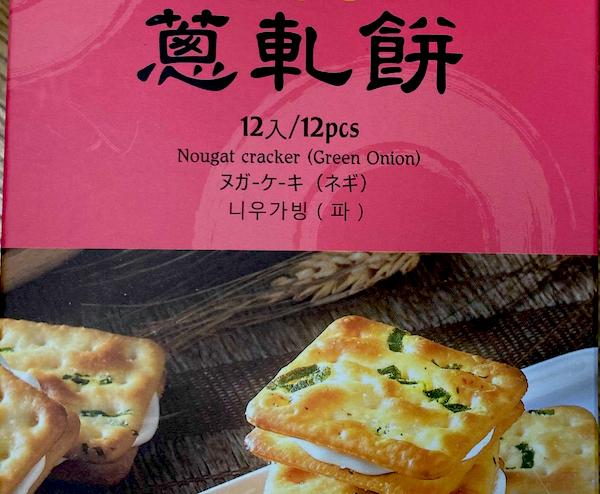 蔥軋餅
12入/12pcs
Nougat cracker (Green Onion)
ヌガ-ケ-キ（ネギ）
니우가빙 ( 파 )